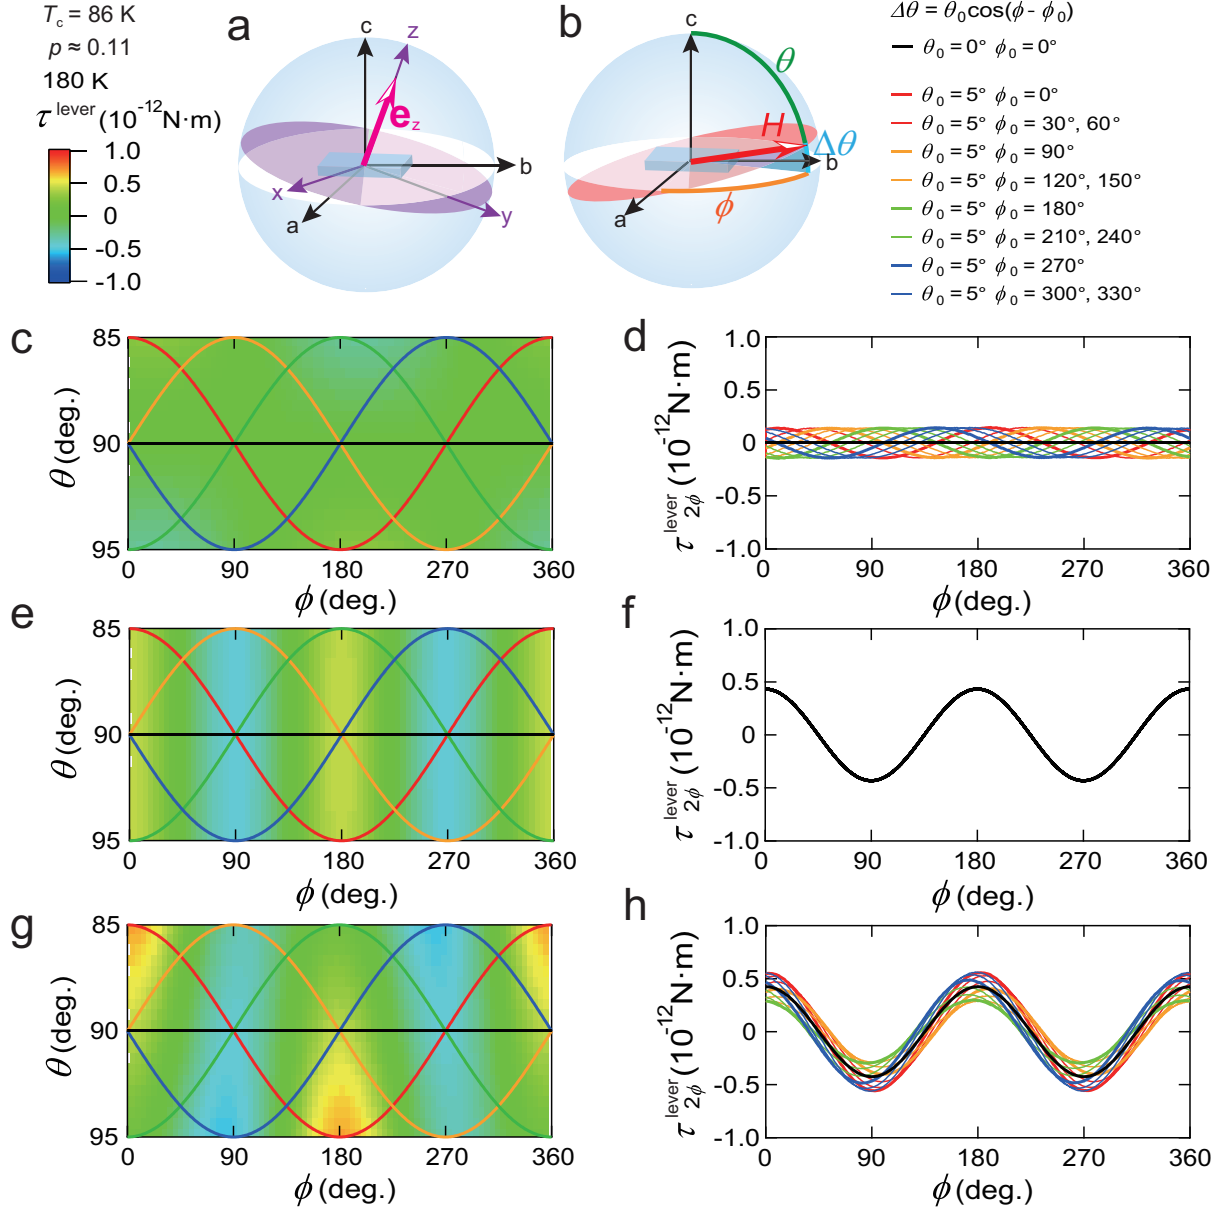 T_c = 86 K
p ≈ 0.11
180 K
τ^lever (10^-12 N·m)
1.0
0.5
0
-0.5
-1.0
a
c
z
e_z
b
x
a
y
b
c
θ
H
Δθ
b
a
ϕ
Δθ = θ_0 cos(ϕ - ϕ_0)
θ_0 = 0° ϕ_0 = 0°
θ_0 = 5° ϕ_0 = 0°
θ_0 = 5° ϕ_0 = 30°, 60°
θ_0 = 5° ϕ_0 = 90°
θ_0 = 5° ϕ_0 = 120°, 150°
θ_0 = 5° ϕ_0 = 180°
θ_0 = 5° ϕ_0 = 210°, 240°
θ_0 = 5° ϕ_0 = 270°
θ_0 = 5° ϕ_0 = 300°, 330°
c
85
90
95
θ (deg.)
0 90 180 270 360
ϕ (deg.)
d
1.0
0.5
0
-0.5
-1.0
τ^lever_2ϕ (10^-12 N·m)
0 90 180 270 360
ϕ (deg.)
e
85
90
95
θ (deg.)
0 90 180 270 360
ϕ (deg.)
f
1.0
0.5
0
-0.5
-1.0
τ^lever_2ϕ (10^-12 N·m)
0 90 180 270 360
ϕ (deg.)
g
85
90
95
θ (deg.)
0 90 180 270 360
ϕ (deg.)
h
1.0
0.5
0
-0.5
-1.0
τ^lever_2ϕ (10^-12 N·m)
0 90 180 270 360
ϕ (deg.)